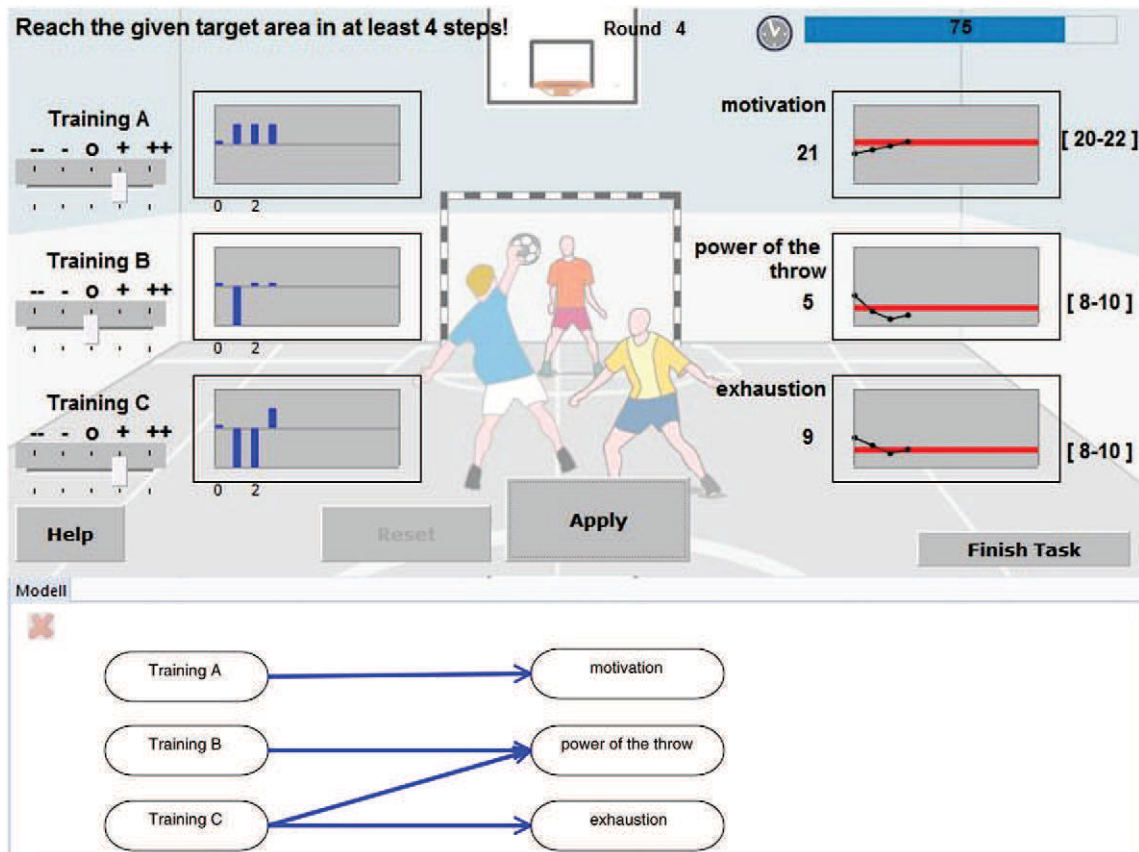 Reach the given target area in at least 4 steps!
Round 4
75
Training A
-- - o + ++
0 2
motivation
21
[ 20-22 ]
Training B
-- - o + ++
0 2
power of the
throw
5
[ 8-10 ]
Training C
-- - o + ++
0 2
exhaustion
9
[ 8-10 ]
Help
Reset
Apply
Finish Task
Modell
Training A
motivation
Training B
power of the throw
Training C
exhaustion